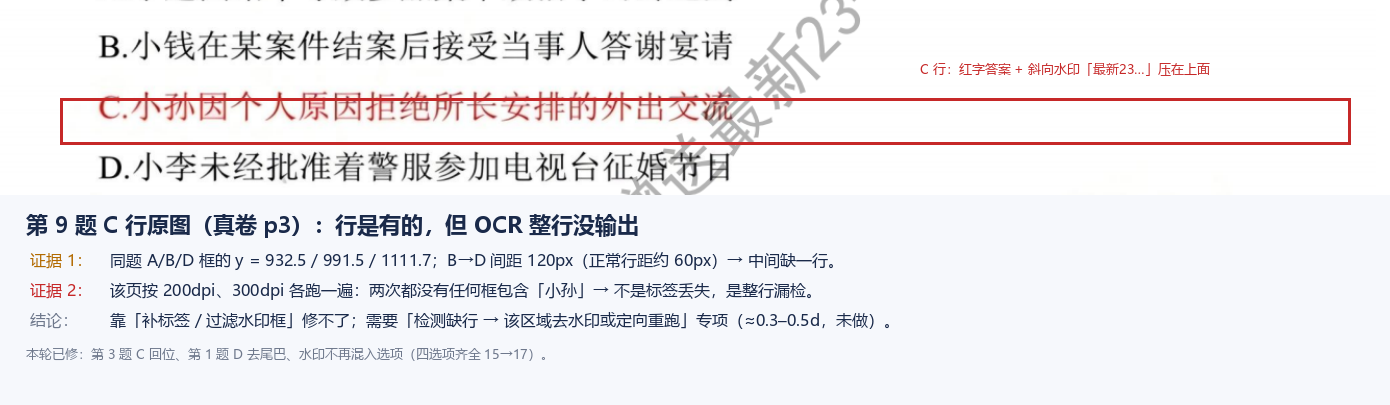 B.小钱在某案件结案后接受当事人答谢宴请
C 行：红字答案 + 斜向水印「最新23...」压在上面
C.小孙因个人原因拒绝所长安排的外出交流
D.小李未经批准着警服参加电视台征婚节目
送最新23
第 9 题 C 行原图（真卷 p3）：行是有的，但 OCR 整行没输出
证据 1： 同题 A/B/D 框的 y = 932.5 / 991.5 / 1111.7；B→D 间距 120px（正常行距约 60px）→ 中间缺一行。
证据 2： 该页按 200dpi、300dpi 各跑一遍：两次都没有任何框包含「小孙」→ 不是标签丢失，是整行漏检。
结论： 靠「补标签 / 过滤水印框」修不了；需要「检测缺行 → 该区域去水印或定向重跑」专项（≈0.3–0.5d，未做）。
本轮已修：第 3 题 C 回位、第 1 题 D 去尾巴、水印不再混入选项（四选项齐全 15→17）。